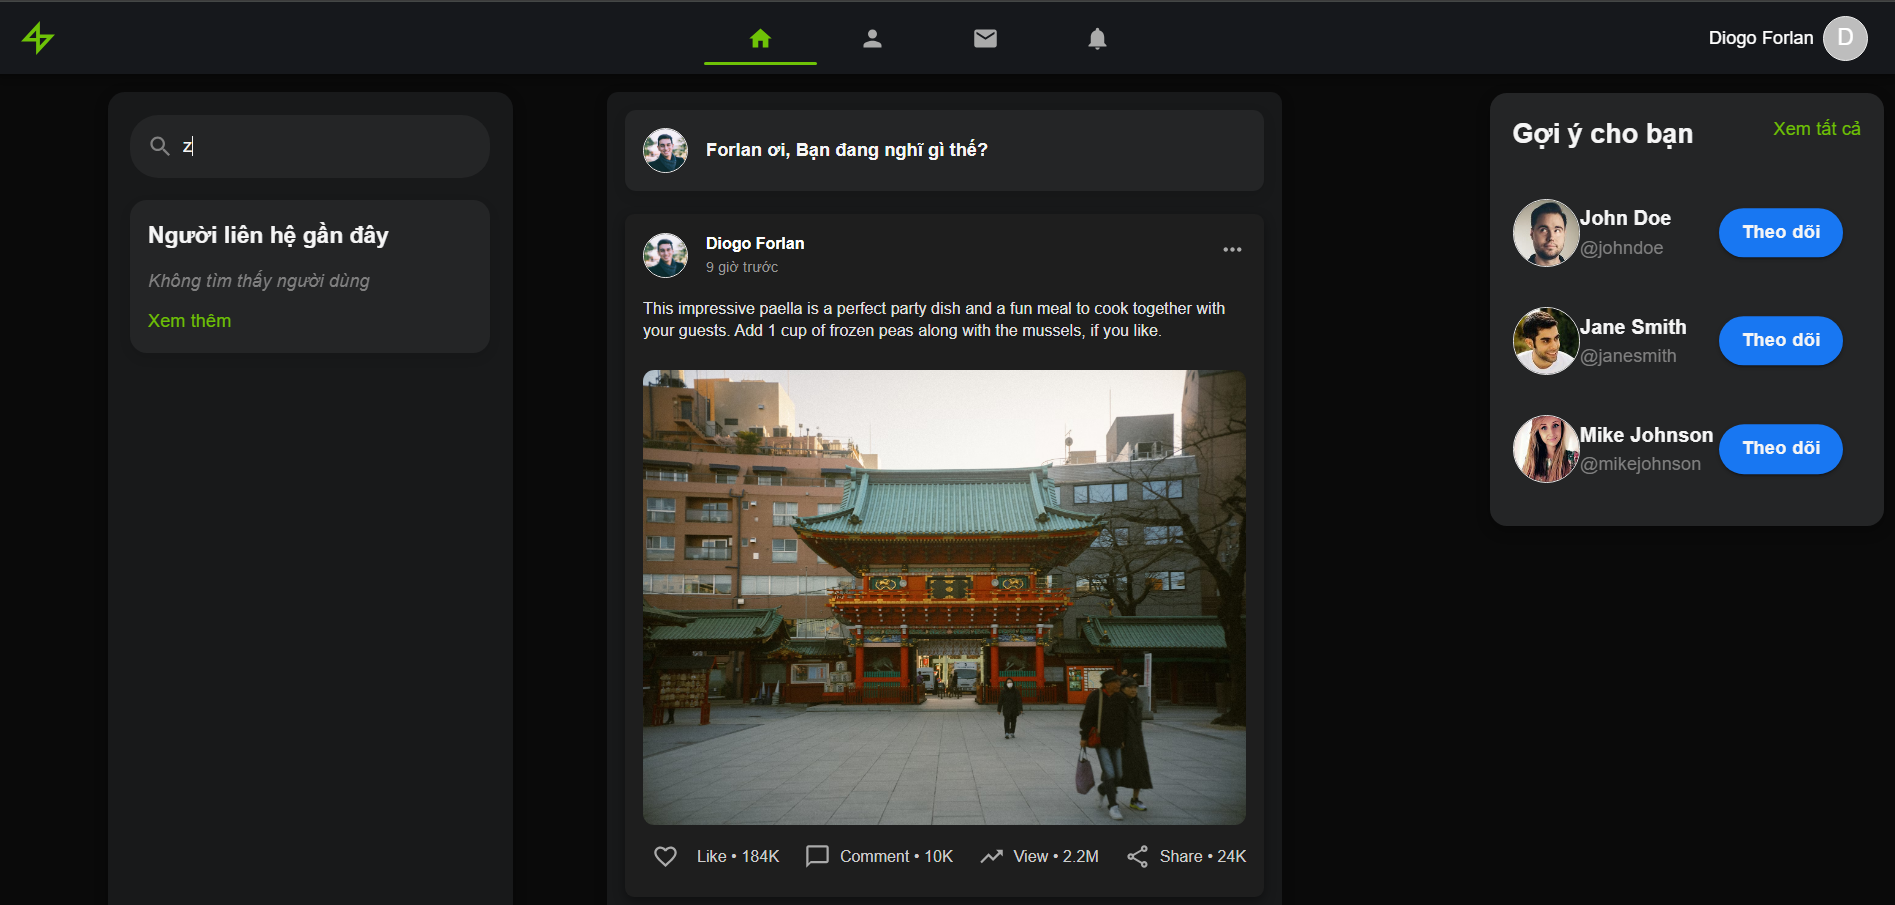 Diogo Forlan
D
z
Người liên hệ gần đây
Không tìm thấy người dùng
Xem thêm
Forlan ơi, Bạn đang nghĩ gì thế?
Diogo Forlan
9 giờ trước
This impressive paella is a perfect party dish and a fun meal to cook together with
your guests. Add 1 cup of frozen peas along with the mussels, if you like.
Like • 184K
Comment • 10K
View • 2.2M
Share • 24K
Gợi ý cho bạn
Xem tất cả
John Doe
@johndoe
Theo dõi
Jane Smith
@janesmith
Theo dõi
Mike Johnson
@mikejohnson
Theo dõi